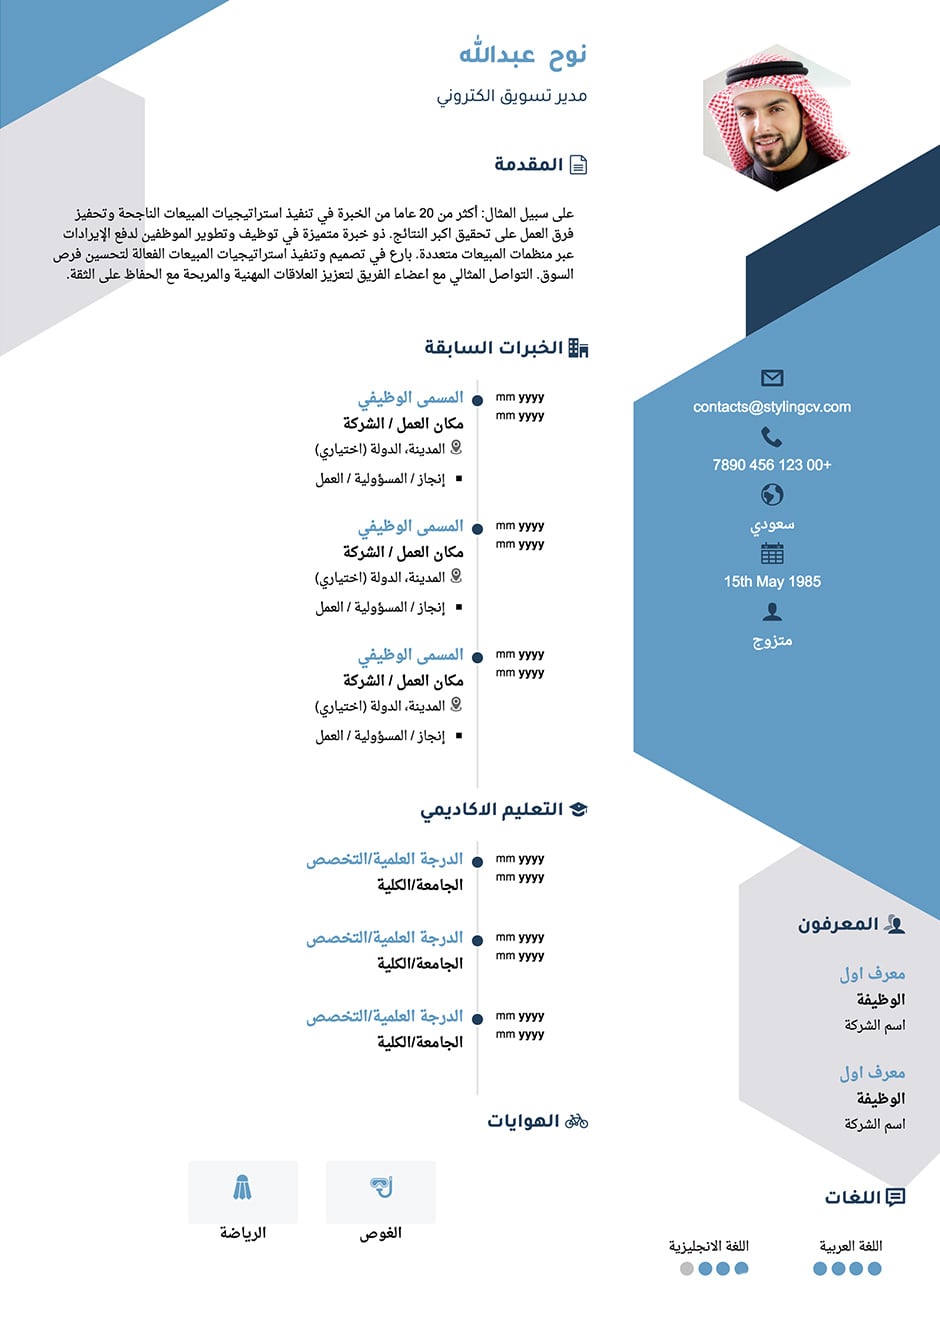 نوح عبدالله
مدير تسويق الكتروني
المقدمة
على سبيل المثال: أكثر من 20 عاما من الخبرة في تنفيذ استراتيجيات المبيعات الناجحة وتحفيز
فرق العمل على تحقيق اكبر النتائج. ذو خبرة متميزة في توظيف وتطوير الموظفين لدفع الإيرادات
عبر منظمات المبيعات متعددة. بارع في تصميم وتنفيذ استراتيجيات المبيعات الفعالة لتحسين فرص
السوق. التواصل المثالي مع اعضاء الفريق لتعزيز العلاقات المهنية والمربحة مع الحفاظ على الثقة.
contacts@stylingcv.com
7890 456 123 00+
سعودي
15th May 1985
متزوج
الخبرات السابقة
mm yyyy
mm yyyy
المسمى الوظيفي
مكان العمل / الشركة
المدينة، الدولة (اختياري)
▪ إنجاز / المسؤولية / العمل
mm yyyy
mm yyyy
المسمى الوظيفي
مكان العمل / الشركة
المدينة، الدولة (اختياري)
▪ إنجاز / المسؤولية / العمل
mm yyyy
mm yyyy
المسمى الوظيفي
مكان العمل / الشركة
المدينة، الدولة (اختياري)
▪ إنجاز / المسؤولية / العمل
التعليم الاكاديمي
mm yyyy
mm yyyy
الدرجة العلمية/التخصص
الجامعة/الكلية
mm yyyy
mm yyyy
الدرجة العلمية/التخصص
الجامعة/الكلية
mm yyyy
mm yyyy
الدرجة العلمية/التخصص
الجامعة/الكلية
المعرفون
معرف اول
الوظيفة
اسم الشركة
معرف اول
الوظيفة
اسم الشركة
الهوايات
الغوص
الرياضة
اللغات
اللغة العربية
اللغة الانجليزية